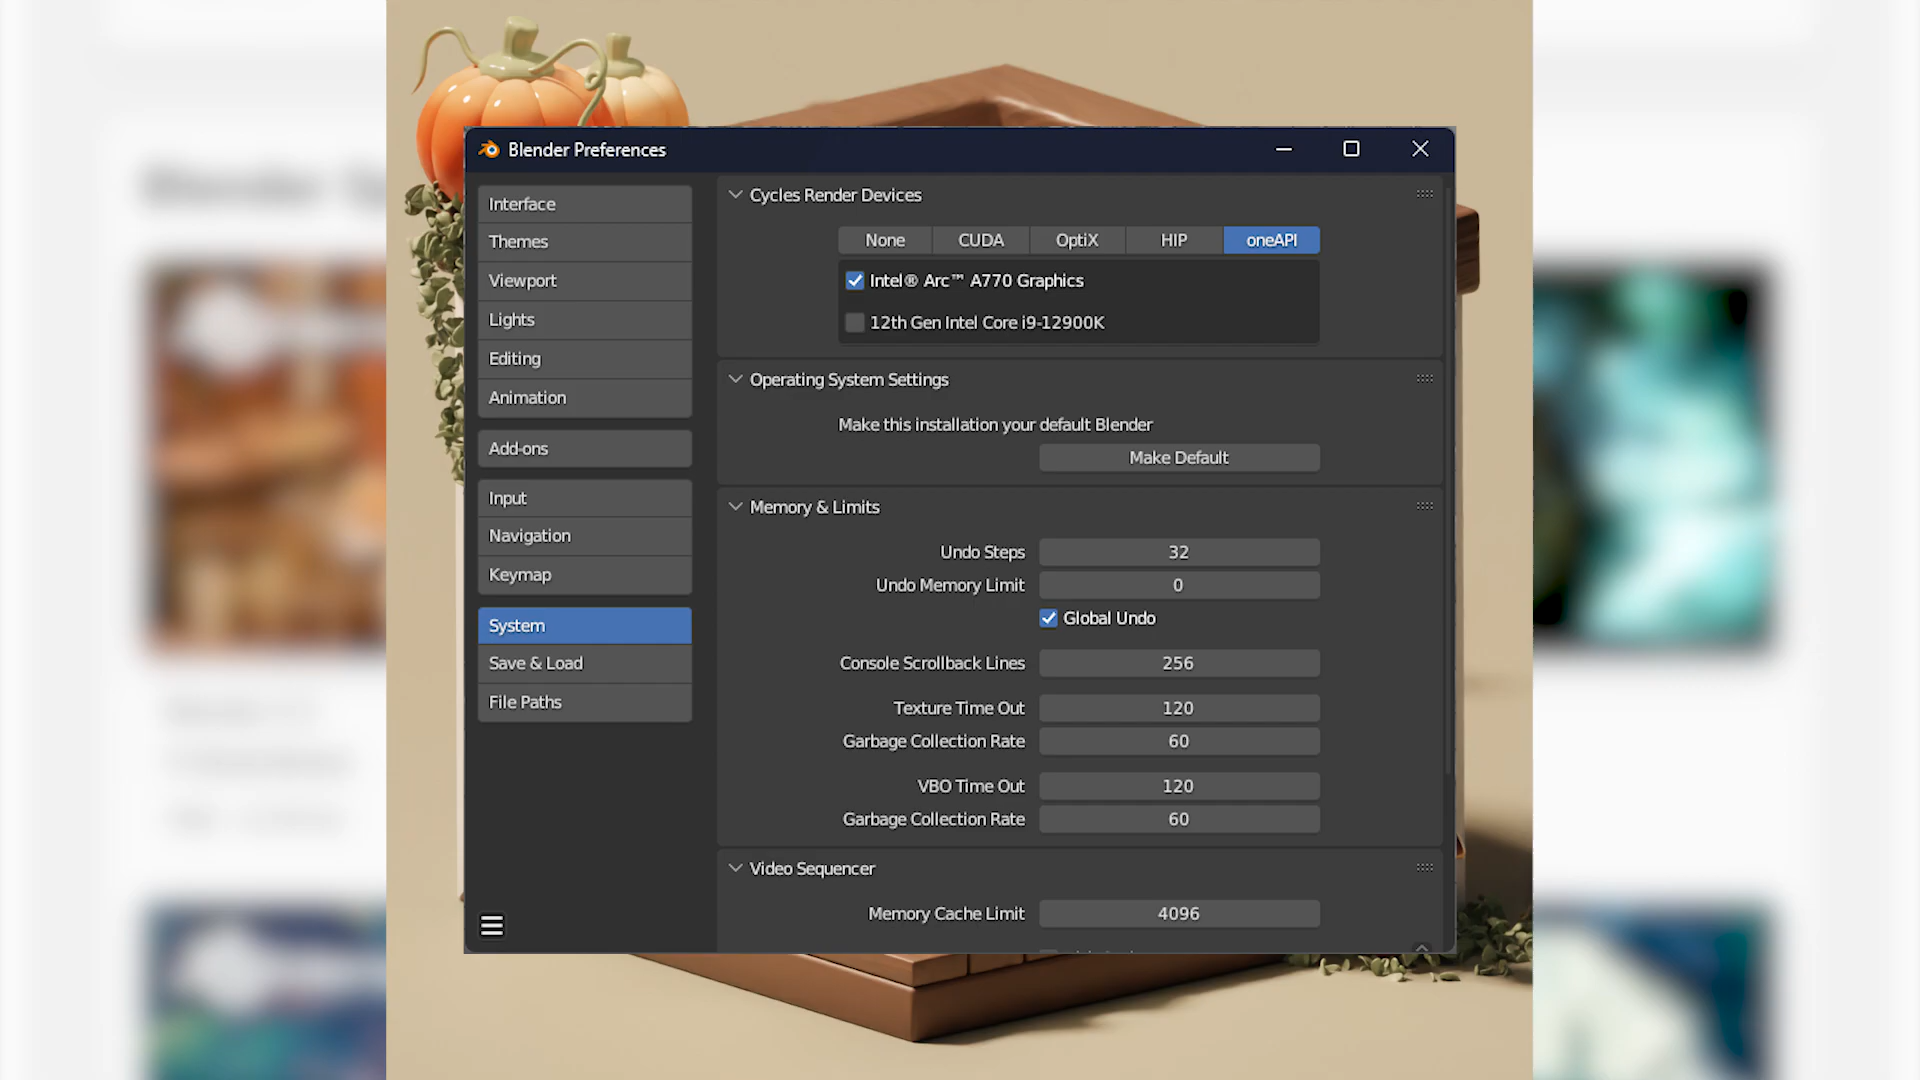 Blender Preferences
Interface
Themes
Viewport
Lights
Editing
Animation
Add-ons
Input
Navigation
Keymap
System
Save & Load
File Paths
Cycles Render Devices
None CUDA OptiX HIP oneAPI
Intel® Arc™ A770 Graphics
12th Gen Intel Core i9-12900K
Operating System Settings
Make this installation your default Blender
Make Default
Memory & Limits
Undo Steps 32
Undo Memory Limit 0
Global Undo
Console Scrollback Lines 256
Texture Time Out 120
Garbage Collection Rate 60
VBO Time Out 120
Garbage Collection Rate 60
Video Sequencer
Memory Cache Limit 4096